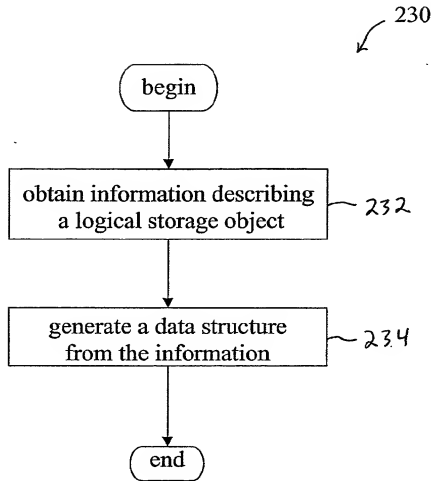 230
begin
obtain information describing
a logical storage object
232
generate a data structure
from the information
234
end